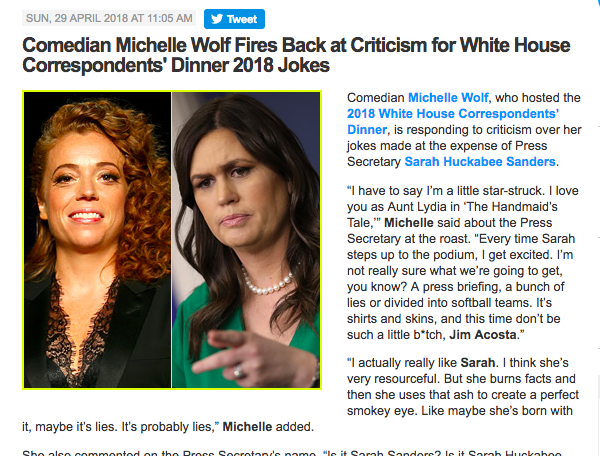 SUN, 29 APRIL 2018 AT 11:05 AM
Tweet
Comedian Michelle Wolf Fires Back at Criticism for White House
Correspondents' Dinner 2018 Jokes
Comedian Michelle Wolf, who hosted the
2018 White House Correspondents'
Dinner, is responding to criticism over her
jokes made at the expense of Press
Secretary Sarah Huckabee Sanders.
“I have to say I’m a little star-struck. I love
you as Aunt Lydia in ‘The Handmaid’s
Tale,’” Michelle said about the Press
Secretary at the roast. “Every time Sarah
steps up to the podium, I get excited. I’m
not really sure what we’re going to get,
you know? A press briefing, a bunch of
lies or divided into softball teams. It’s
shirts and skins, and this time don’t be
such a little b*tch, Jim Acosta.”
“I actually really like Sarah. I think she’s
very resourceful. But she burns facts and
then she uses that ash to create a perfect
smokey eye. Like maybe she’s born with
it, maybe it’s lies. It’s probably lies,” Michelle added.
She also commented on the Press Secretary’s name. “Is it Sarah Sanders? Is it Sarah Huckabee